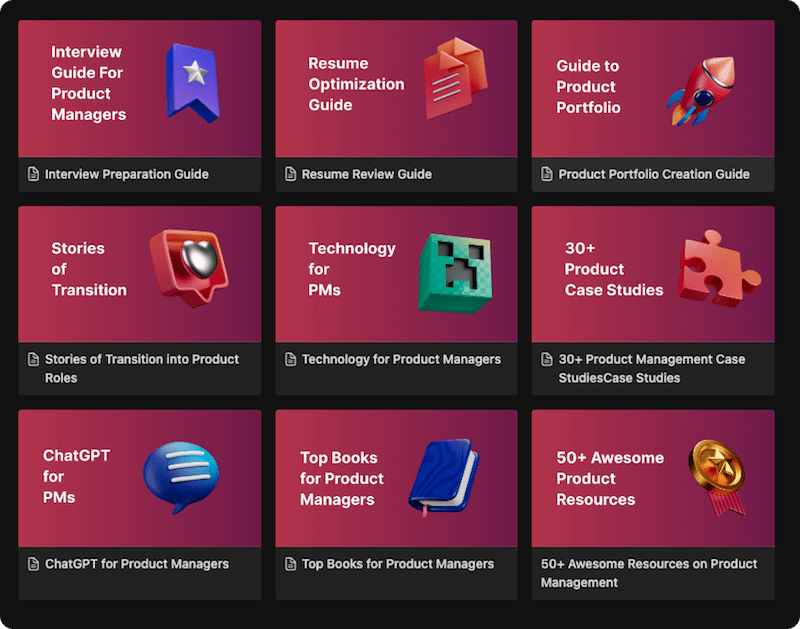 Interview
Guide For
Product
Managers
Interview Preparation Guide
Resume
Optimization
Guide
Resume Review Guide
Guide to
Product
Portfolio
Product Portfolio Creation Guide
Stories
of
Transition
Stories of Transition into Product
Roles
Technology
for
PMs
Technology for Product Managers
30+
Product
Case Studies
30+ Product Management Case
StudiesCase Studies
ChatGPT
for
PMs
ChatGPT for Product Managers
Top Books
for Product
Managers
Top Books for Product Managers
50+ Awesome
Product
Resources
50+ Awesome Resources on Product
Management